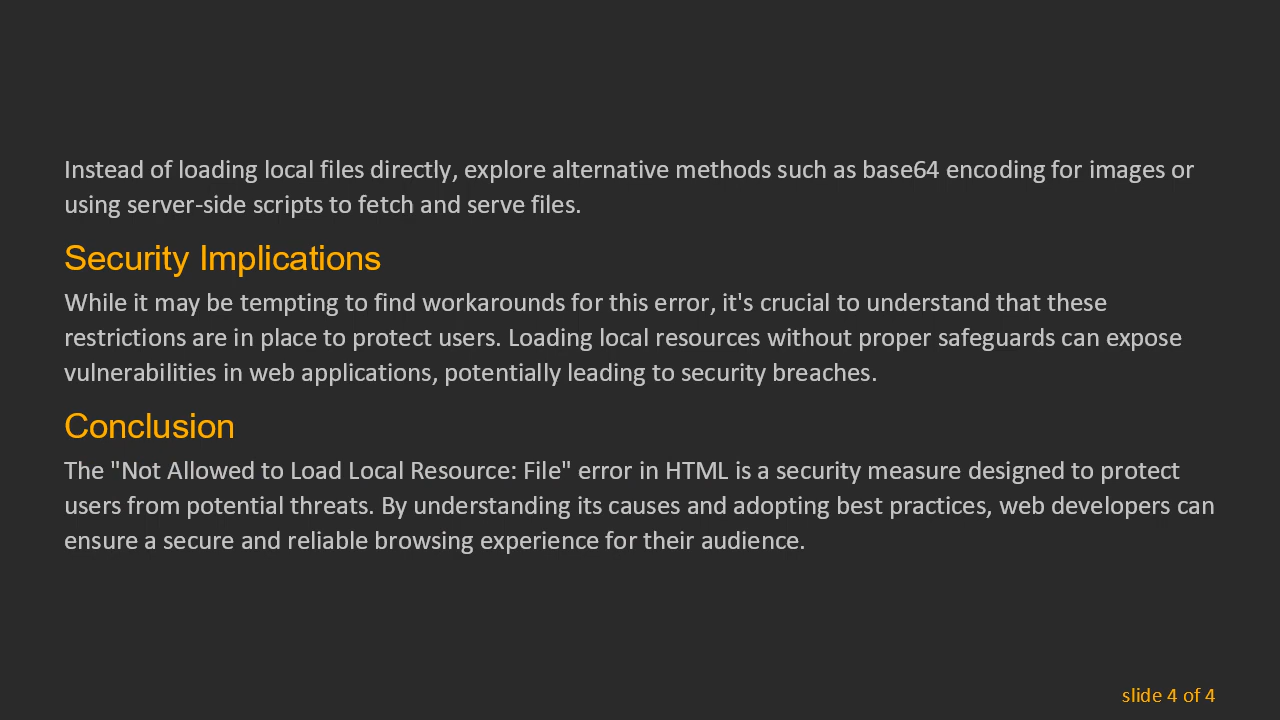 Instead of loading local files directly, explore alternative methods such as base64 encoding for images or
using server-side scripts to fetch and serve files.
Security Implications
While it may be tempting to find workarounds for this error, it's crucial to understand that these
restrictions are in place to protect users. Loading local resources without proper safeguards can expose
vulnerabilities in web applications, potentially leading to security breaches.
Conclusion
The "Not Allowed to Load Local Resource: File" error in HTML is a security measure designed to protect
users from potential threats. By understanding its causes and adopting best practices, web developers can
ensure a secure and reliable browsing experience for their audience.
slide 4 of 4